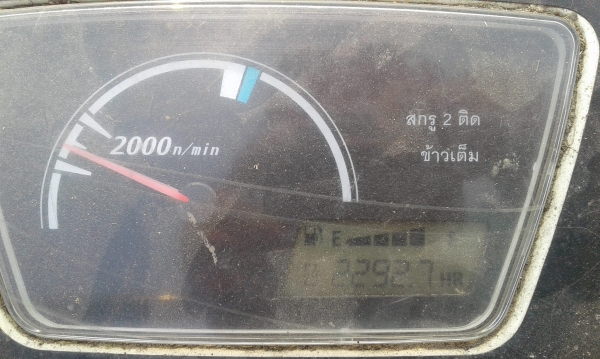 สกรู 2 ติด
2000n/min
ข้าวเต็ม
E
2292.7 HR